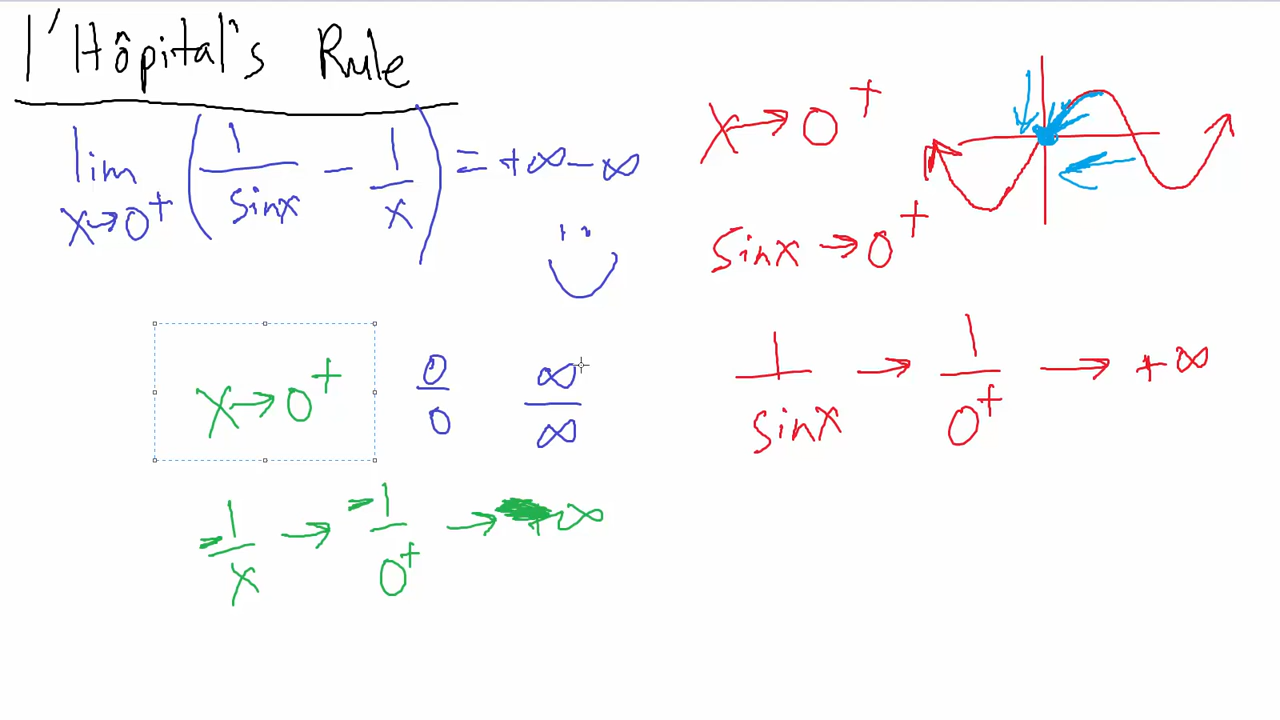 l'Hôpital's Rule
lim x→0⁺ (1/sinx − 1/x) = +∞ − ∞
x→0⁺ 0/0 ∞/∞
−1/x → −1/0⁺ → ∞
x→0⁺
sinx→0⁺
1/sinx → 1/0⁺ → +∞